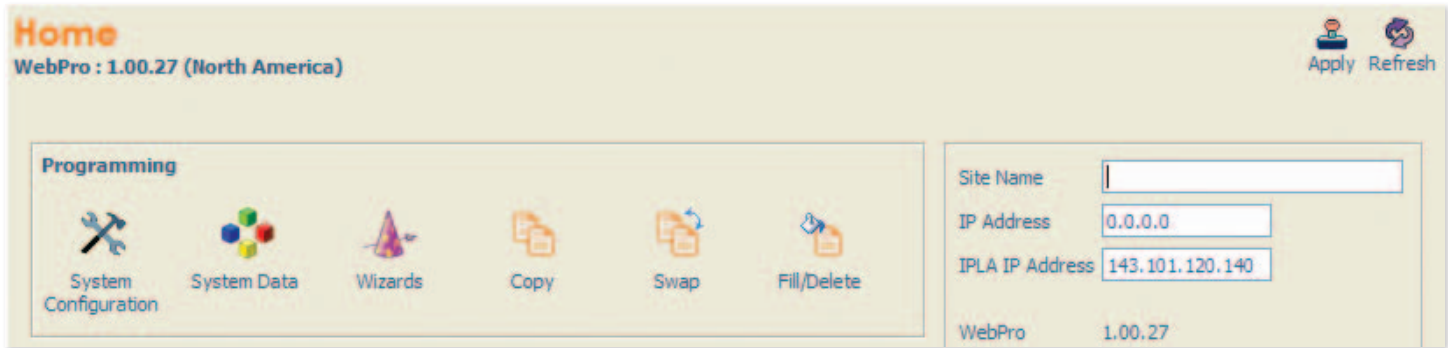 Home
WebPro : 1.00.27 (North America)
Apply Refresh
Programming
System Configuration
System Data
Wizards
Copy
Swap
Fill/Delete
Site Name
IP Address 0.0.0.0
IPLA IP Address 143.101.120.140
WebPro 1.00.27